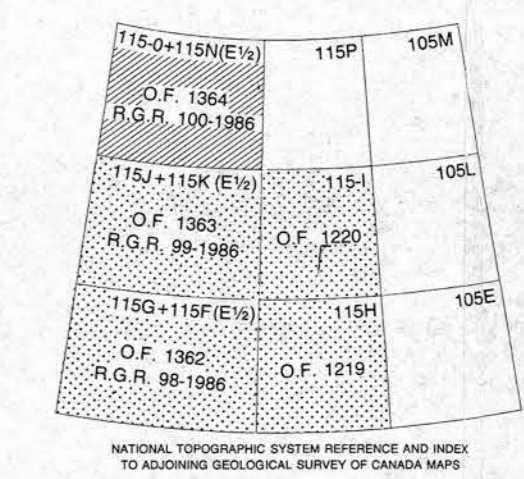 115-0+115N(E½)
O.F. 1364
R.G.R. 100-1986
115P
105M
115J+115K (E½)
O.F. 1363
R.G.R. 99-1986
115-I
O.F. 1220
105L
115G+115F(E½)
O.F. 1362
R.G.R. 98-1986
115H
O.F. 1219
105E
NATIONAL TOPOGRAPHIC SYSTEM REFERENCE AND INDEX
TO ADJOINING GEOLOGICAL SURVEY OF CANADA MAPS